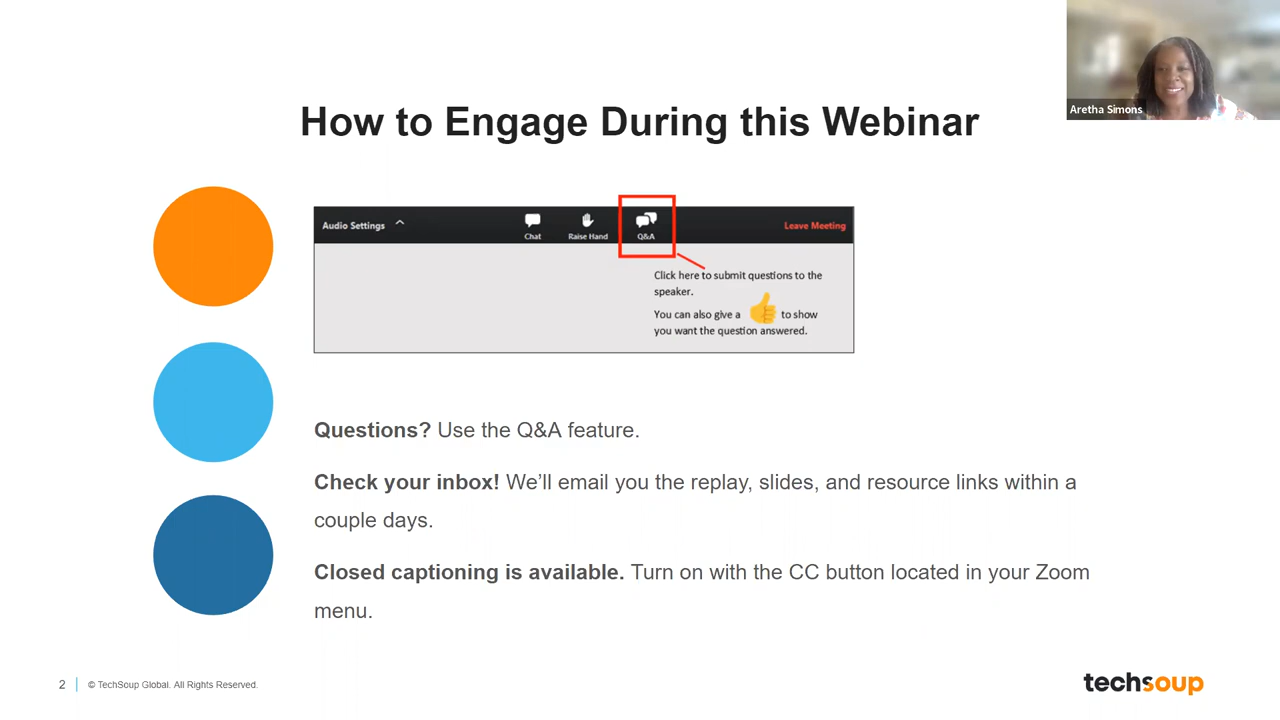 Aretha Simons
How to Engage During this Webinar
Audio Settings
Chat
Raise Hand
Q&A
Leave Meeting
Click here to submit questions to the
speaker.
You can also give a to show
you want the question answered.
Questions? Use the Q&A feature.
Check your inbox! We’ll email you the replay, slides, and resource links within a
couple days.
Closed captioning is available. Turn on with the CC button located in your Zoom
menu.
2
© TechSoup Global. All Rights Reserved.
techsoup